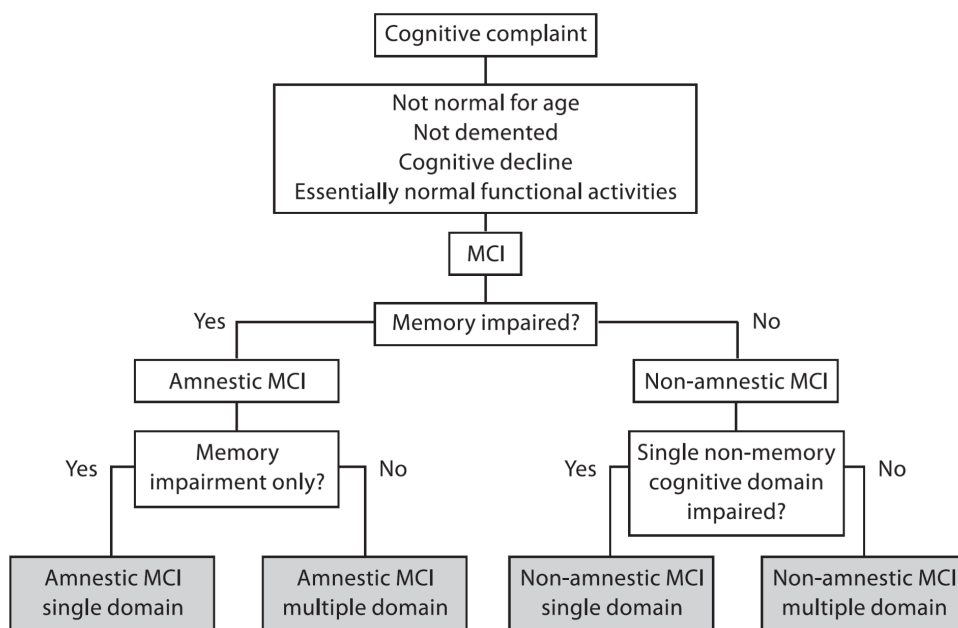 Cognitive complaint
Not normal for age
Not demented
Cognitive decline
Essentially normal functional activities
MCI
Yes
Memory impaired?
No
Amnestic MCI
Non-amnestic MCI
Yes
Memory
impairment only?
No
Yes
Single non-memory
cognitive domain
impaired?
No
Amnestic MCI
single domain
Amnestic MCI
multiple domain
Non-amnestic MCI
single domain
Non-amnestic MCI
multiple domain